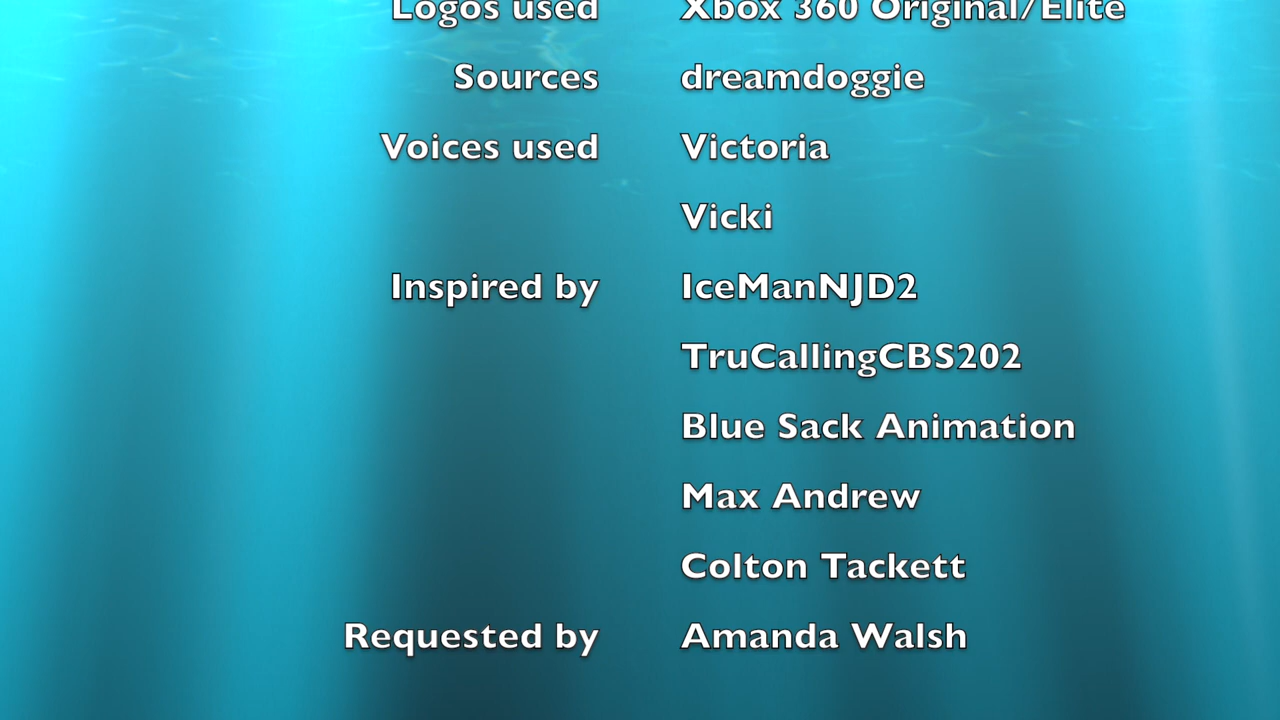 Logos used Xbox 360 Original/Elite
Sources dreamdoggie
Voices used Victoria
Vicki
Inspired by IceManNJD2
TruCallingCBS202
Blue Sack Animation
Max Andrew
Colton Tackett
Requested by Amanda Walsh